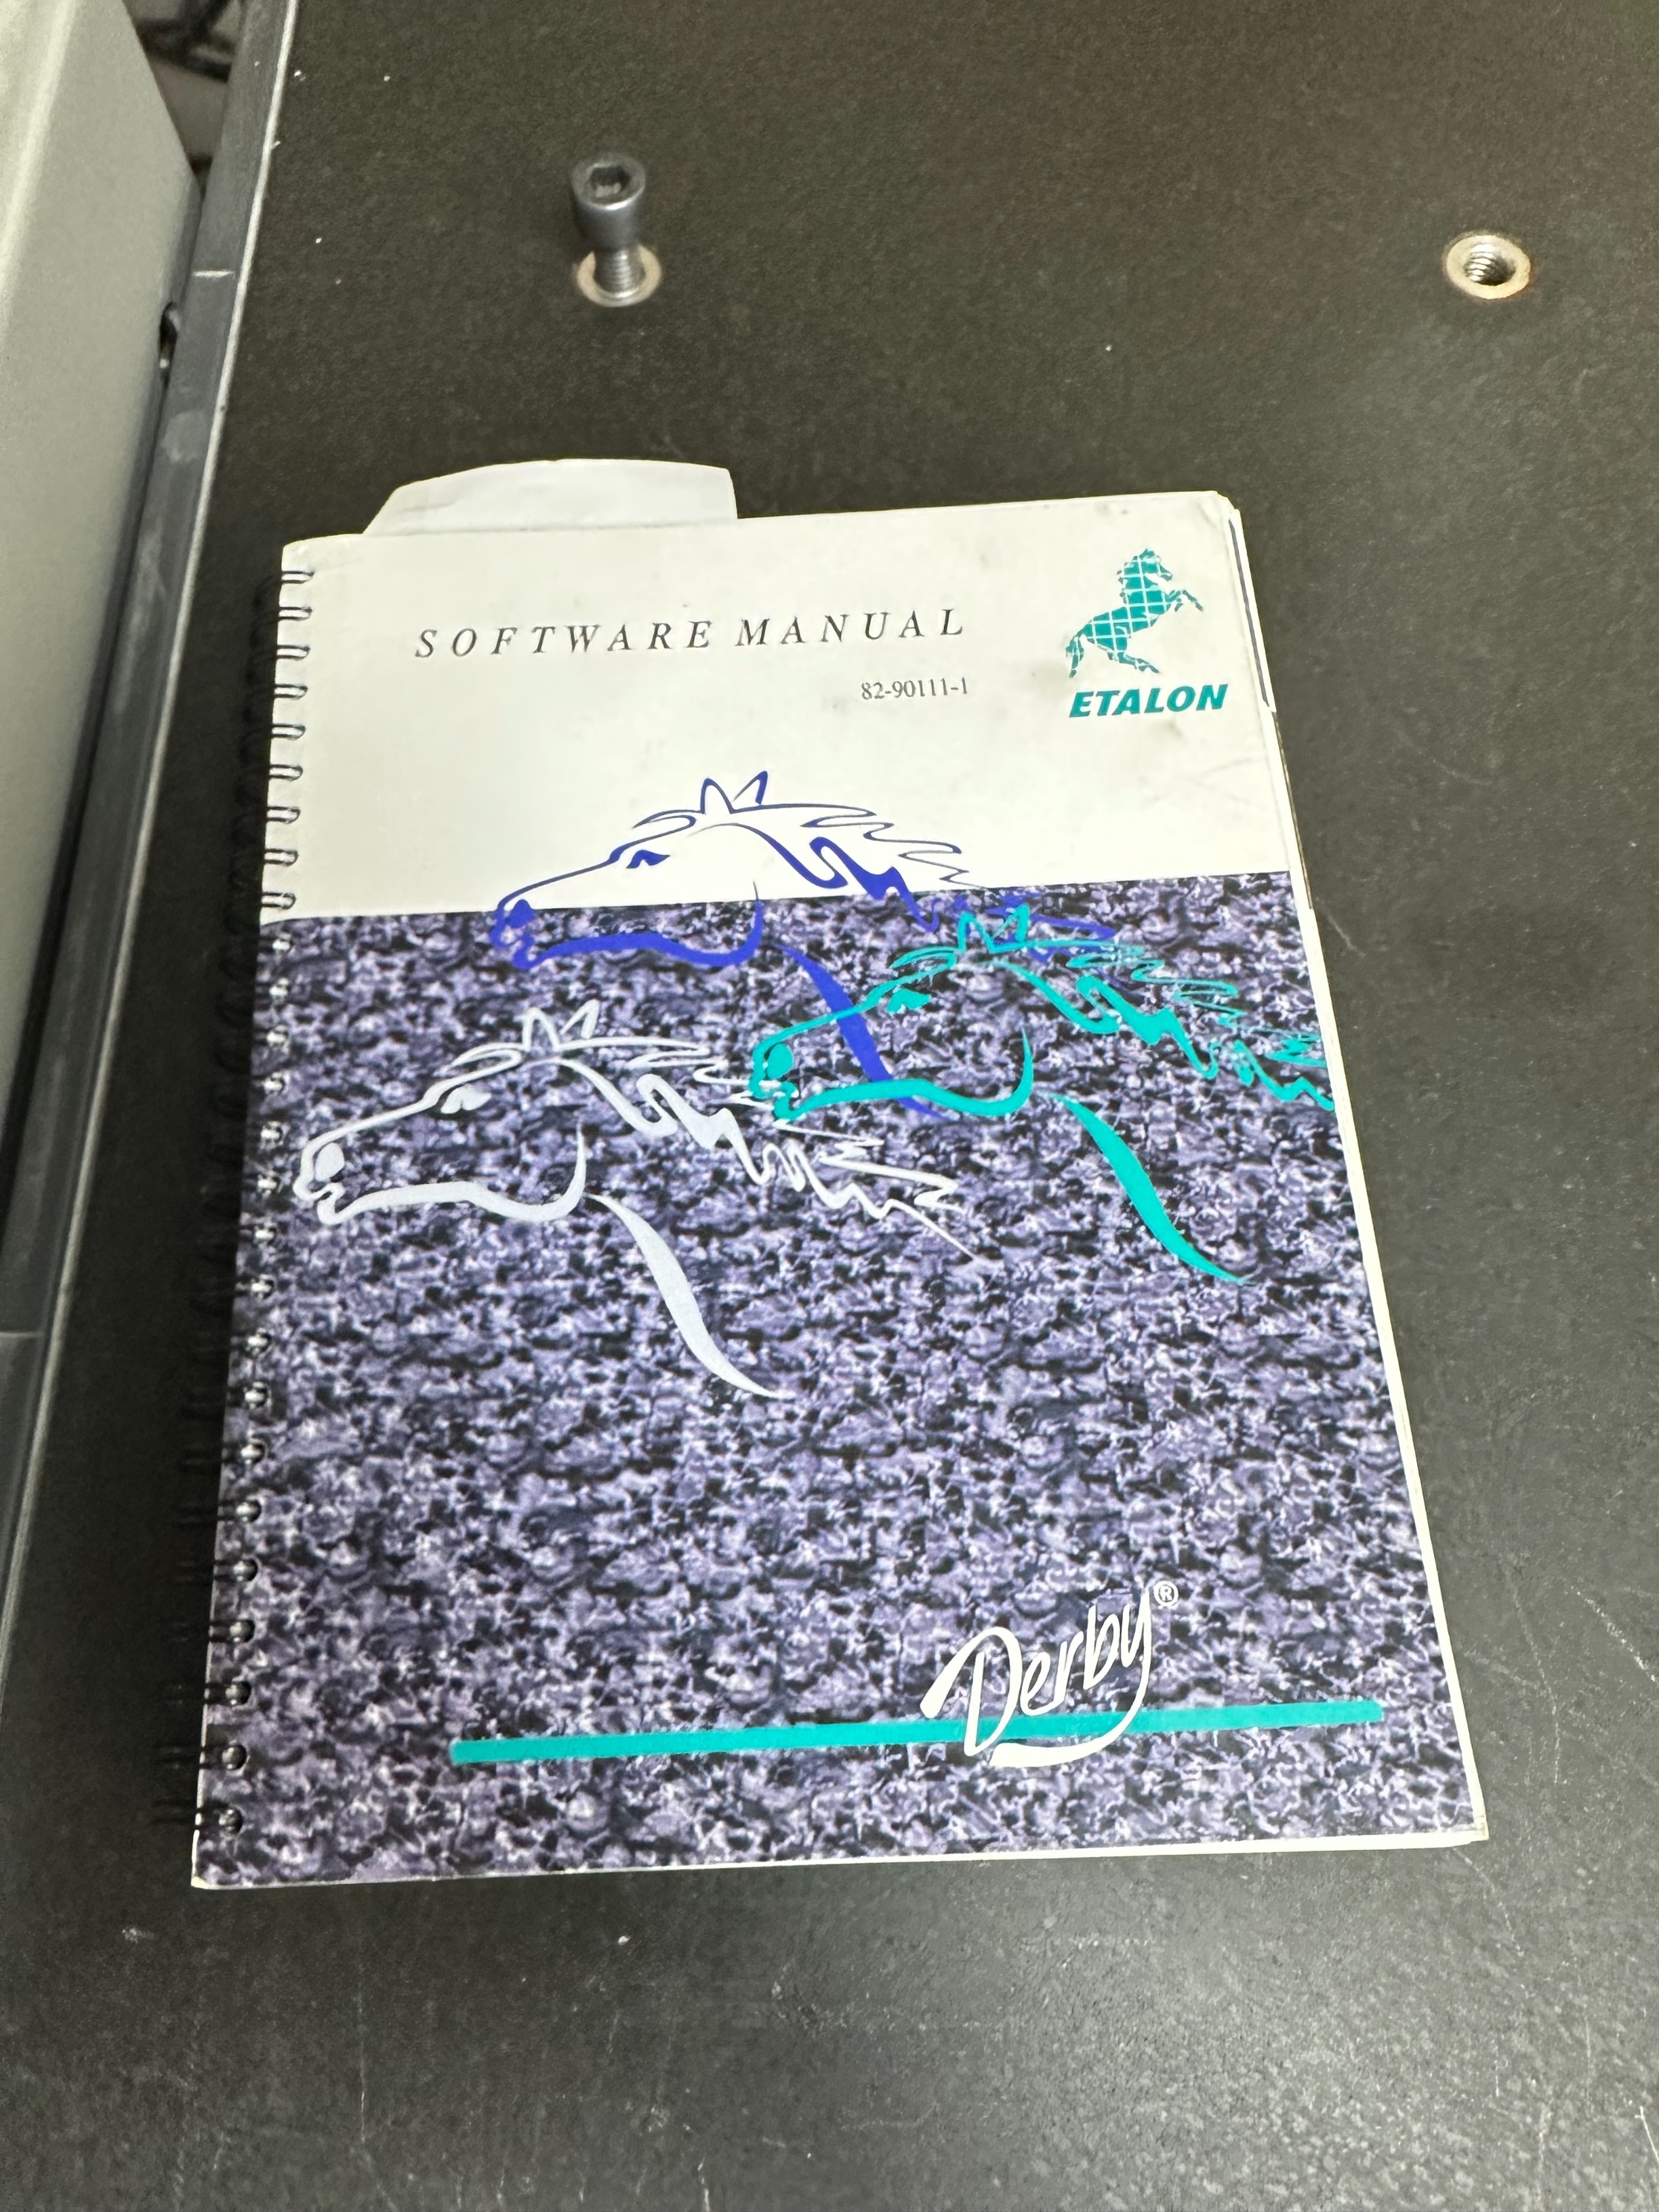 SOFTWARE MANUAL
82-90111-1
ETALON
Derby®